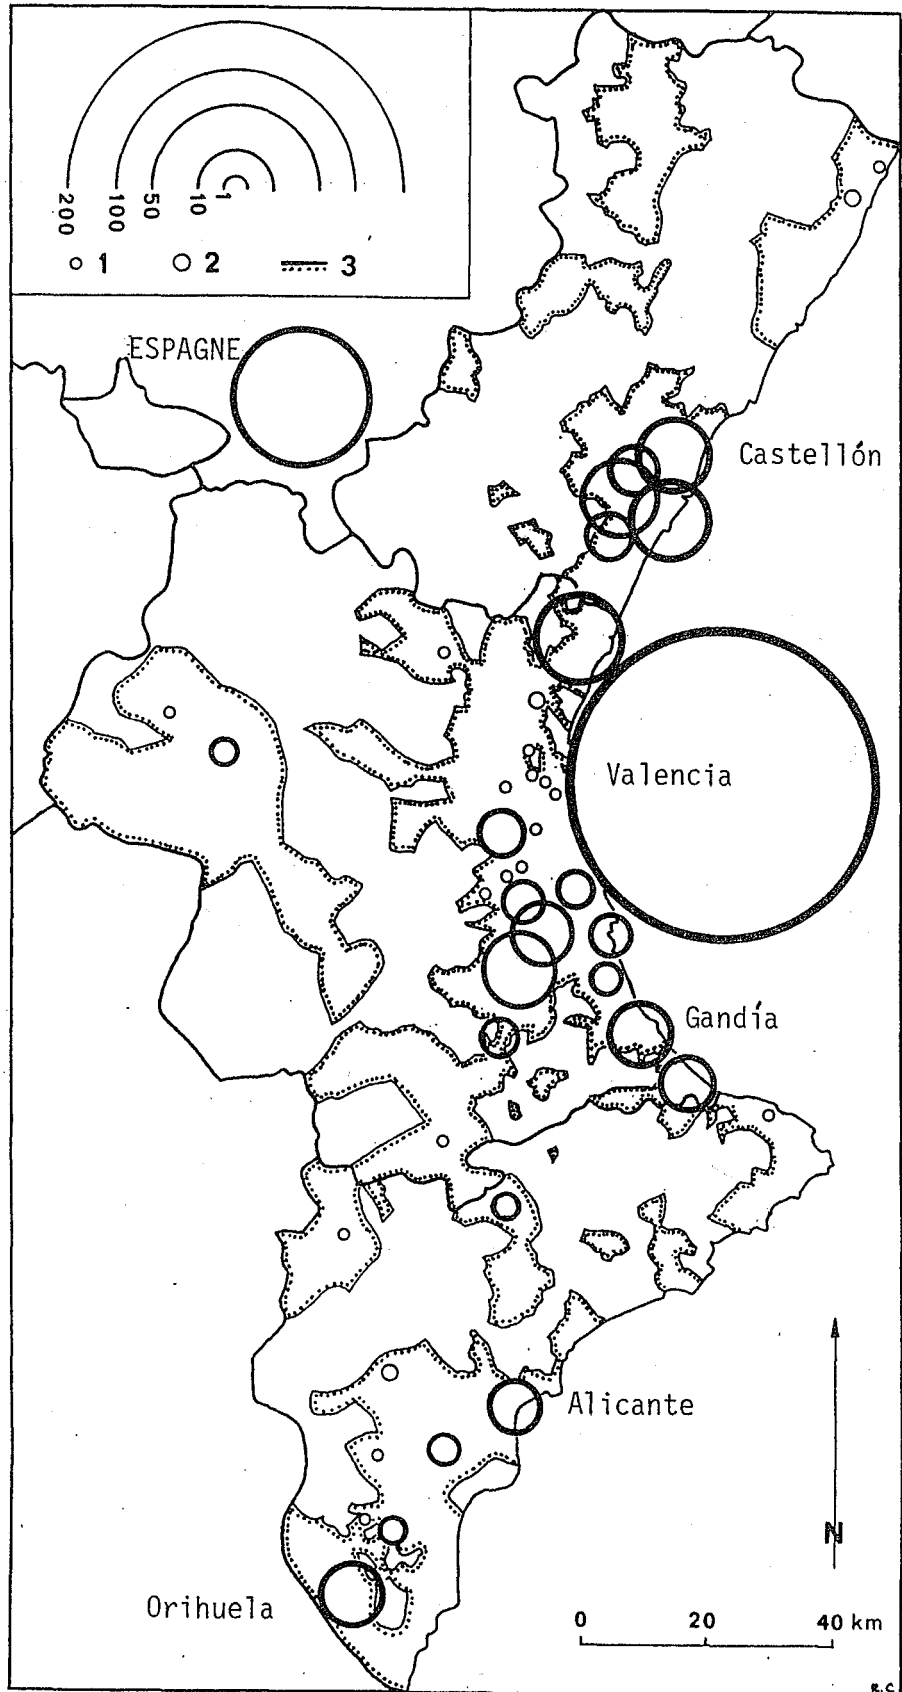 200 100 50 10 1
1 2 3
ESPAGNE
Castellón
Valencia
Gandía
Alicante
N
Orihuela
0 20 40 km
R.C